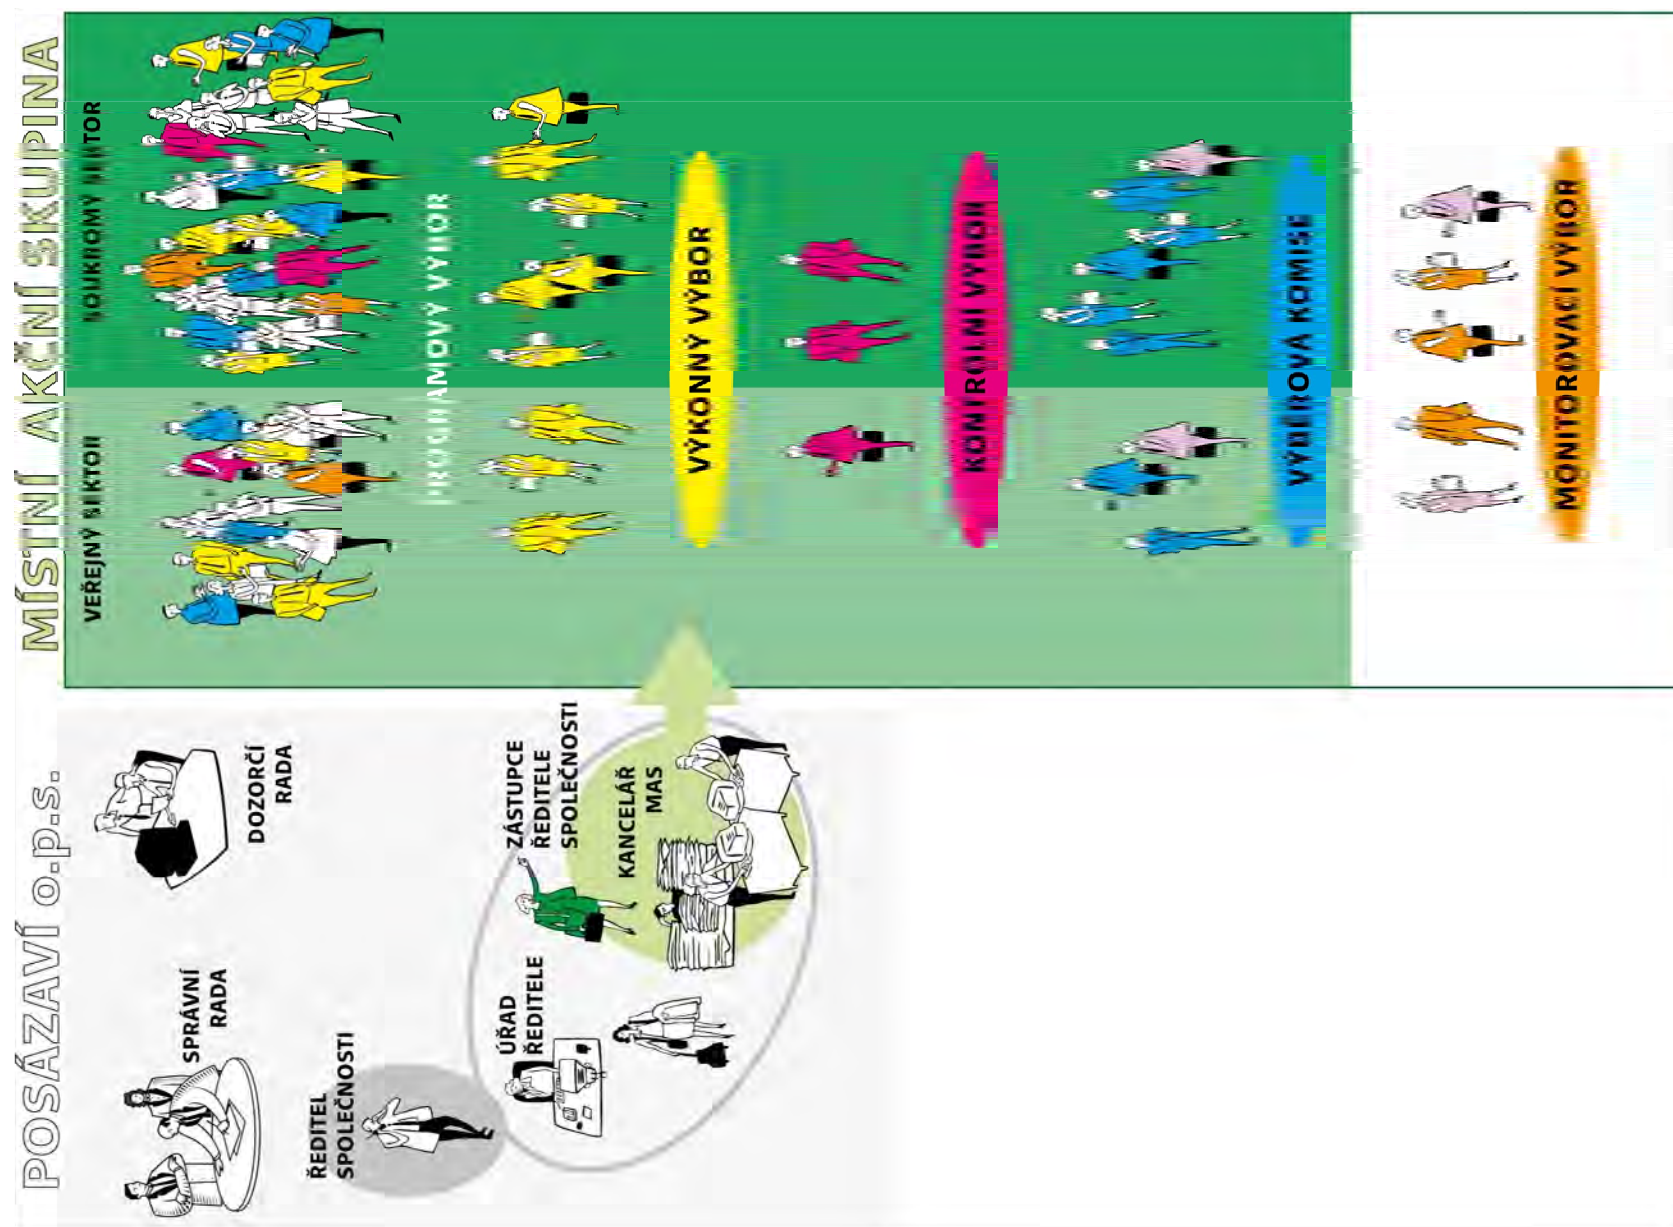 POSÁZAVÍ o.p.s.
SPRÁVNÍ
RADA
DOZORČÍ
RADA
ŘEDITEL
SPOLEČNOSTI
ÚŘAD
ŘEDITELE
ZÁSTUPCE
ŘEDITELE
SPOLEČNOSTI
KANCELÁŘ
MAS
MÍSTNÍ AKČNÍ SKUPINA
VEŘEJNÝ SEKTOR
SOUKROMÝ SEKTOR
PROGRAMOVÝ VÝBOR
VÝKONNÝ VÝBOR
KONTROLNÍ VÝBOR
VÝBĚROVÁ KOMISE
MONITOROVACÍ VÝBOR